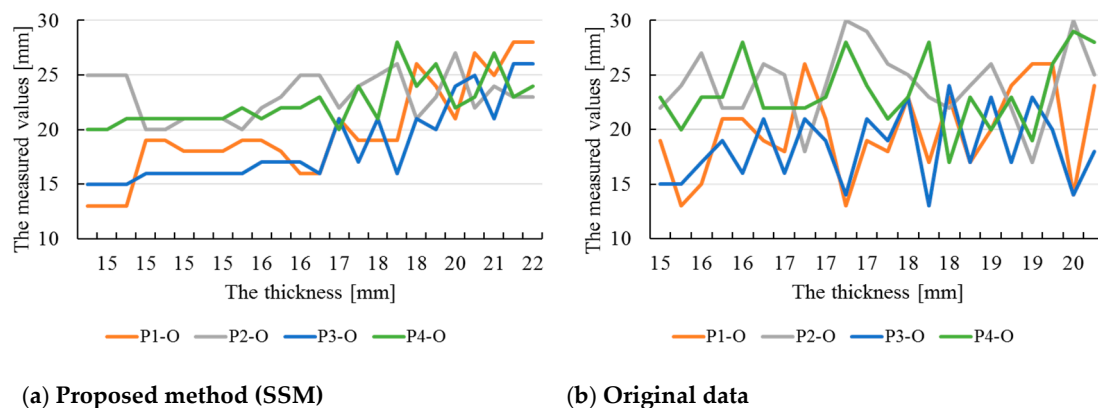 The measured values [mm]
30
25
20
15
10
15 15 15 15 16 16 17 18 18 20 21 22
The thickness [mm]
P1-O P2-O P3-O P4-O
(a) Proposed method (SSM)
The measured values [mm]
30
25
20
15
10
15 16 16 17 17 17 18 18 19 19 20
The thickness [mm]
P1-O P2-O P3-O P4-O
(b) Original data